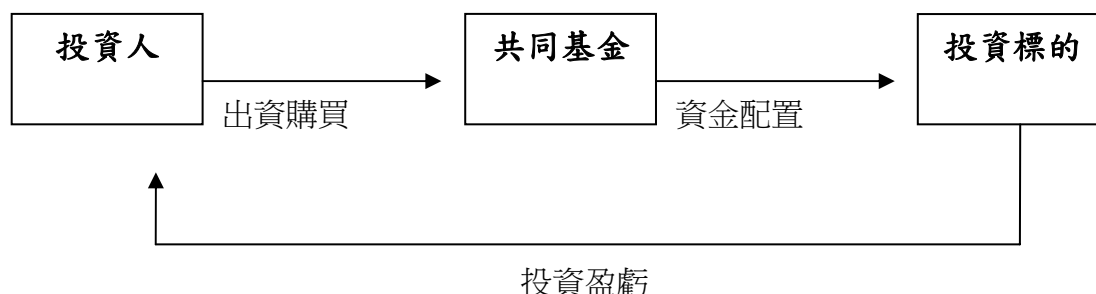 投資人
共同基金
投資標的
出資購買
資金配置
投資盈虧